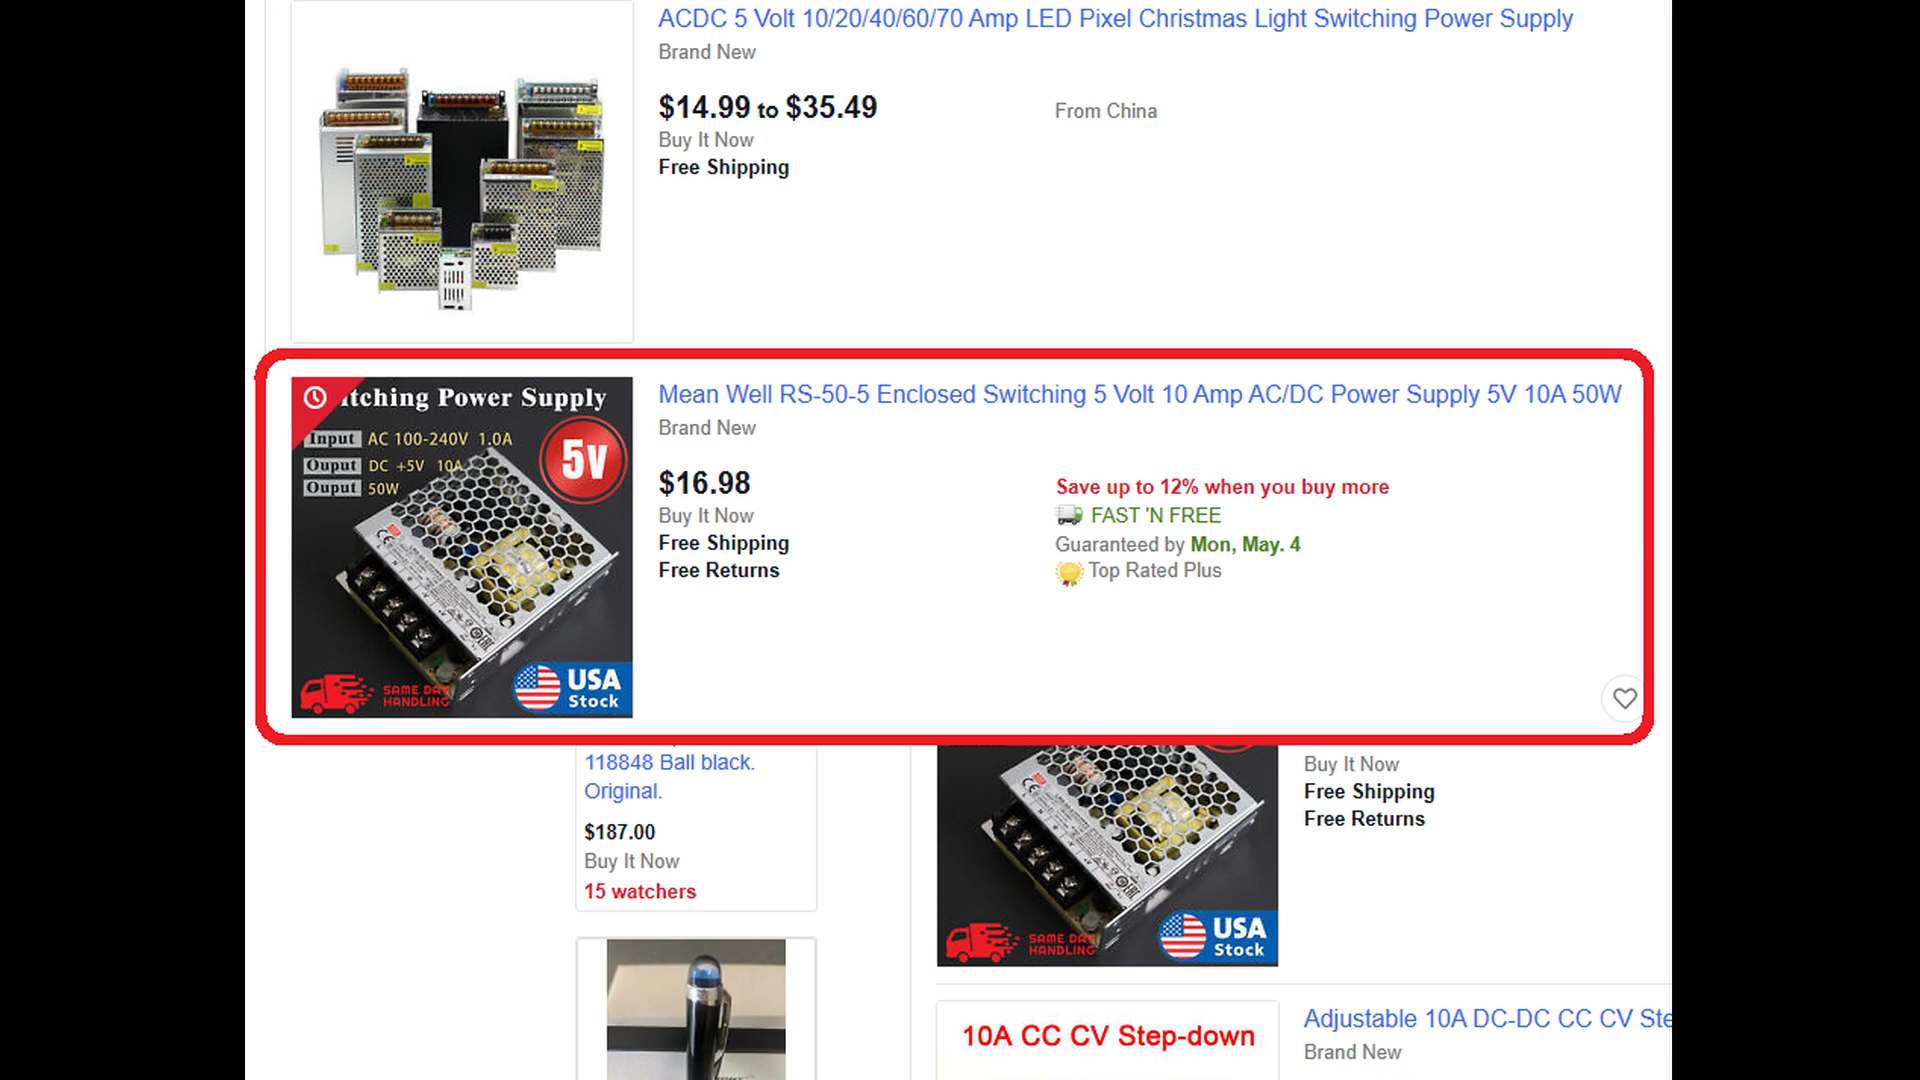 ACDC 5 Volt 10/20/40/60/70 Amp LED Pixel Christmas Light Switching Power Supply
Brand New
$14.99 to $35.49
From China
Buy It Now
Free Shipping
itching Power Supply
Input AC 100-240V 1.0A
Ouput DC +5V 10A
Ouput 50W
5V
SAME DAY
HANDLING
USA
Stock
Mean Well RS-50-5 Enclosed Switching 5 Volt 10 Amp AC/DC Power Supply 5V 10A 50W
Brand New
$16.98
Buy It Now
Free Shipping
Free Returns
Save up to 12% when you buy more
FAST 'N FREE
Guaranteed by Mon, May. 4
Top Rated Plus
118848 Ball black.
Original.
$187.00
Buy It Now
15 watchers
SAME DAY
HANDLING
USA
Stock
Buy It Now
Free Shipping
Free Returns
10A CC CV Step-down
Adjustable 10A DC-DC CC CV Ste
Brand New